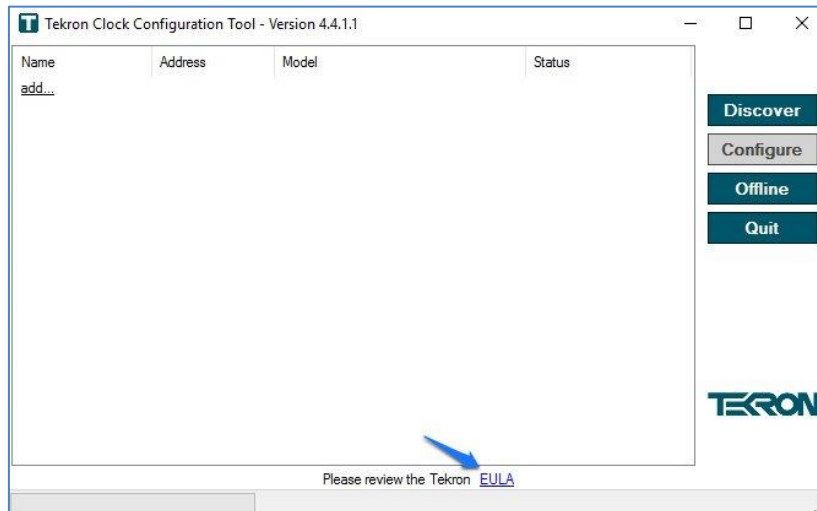 Tekron Clock Configuration Tool - Version 4.4.1.1
Name Address Model Status
add...
Discover
Configure
Offline
Quit
TEKRON
Please review the Tekron EULA